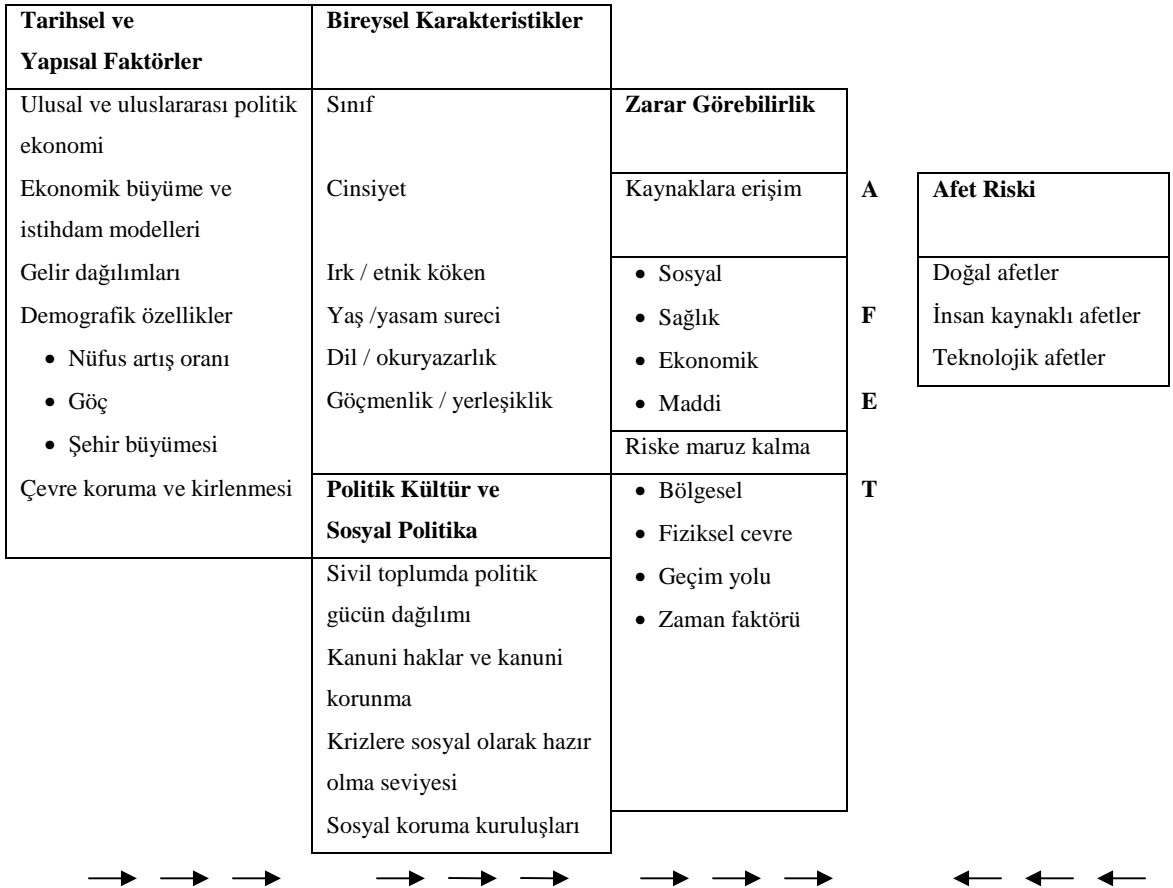 Tarihsel ve
Yapısal Faktörler
Ulusal ve uluslararası politik
ekonomi
Ekonomik büyüme ve
istihdam modelleri
Gelir dağılımları
Demografik özellikler
• Nüfus artış oranı
• Göç
• Şehir büyümesi
Çevre koruma ve kirlenmesi
Bireysel Karakteristikler
Sınıf
Cinsiyet
Irk / etnik köken
Yaş /yasam sureci
Dil / okuryazarlık
Göçmenlik / yerleşiklik
Politik Kültür ve
Sosyal Politika
Sivil toplumda politik
gücün dağılımı
Kanuni haklar ve kanuni
korunma
Krizlere sosyal olarak hazır
olma seviyesi
Sosyal koruma kuruluşları
Zarar Görebilirlik
Kaynaklara erişim
• Sosyal
• Sağlık
• Ekonomik
• Maddi
Riske maruz kalma
• Bölgesel
• Fiziksel cevre
• Geçim yolu
• Zaman faktörü
A
F
E
T
Afet Riski
Doğal afetler
İnsan kaynaklı afetler
Teknolojik afetler